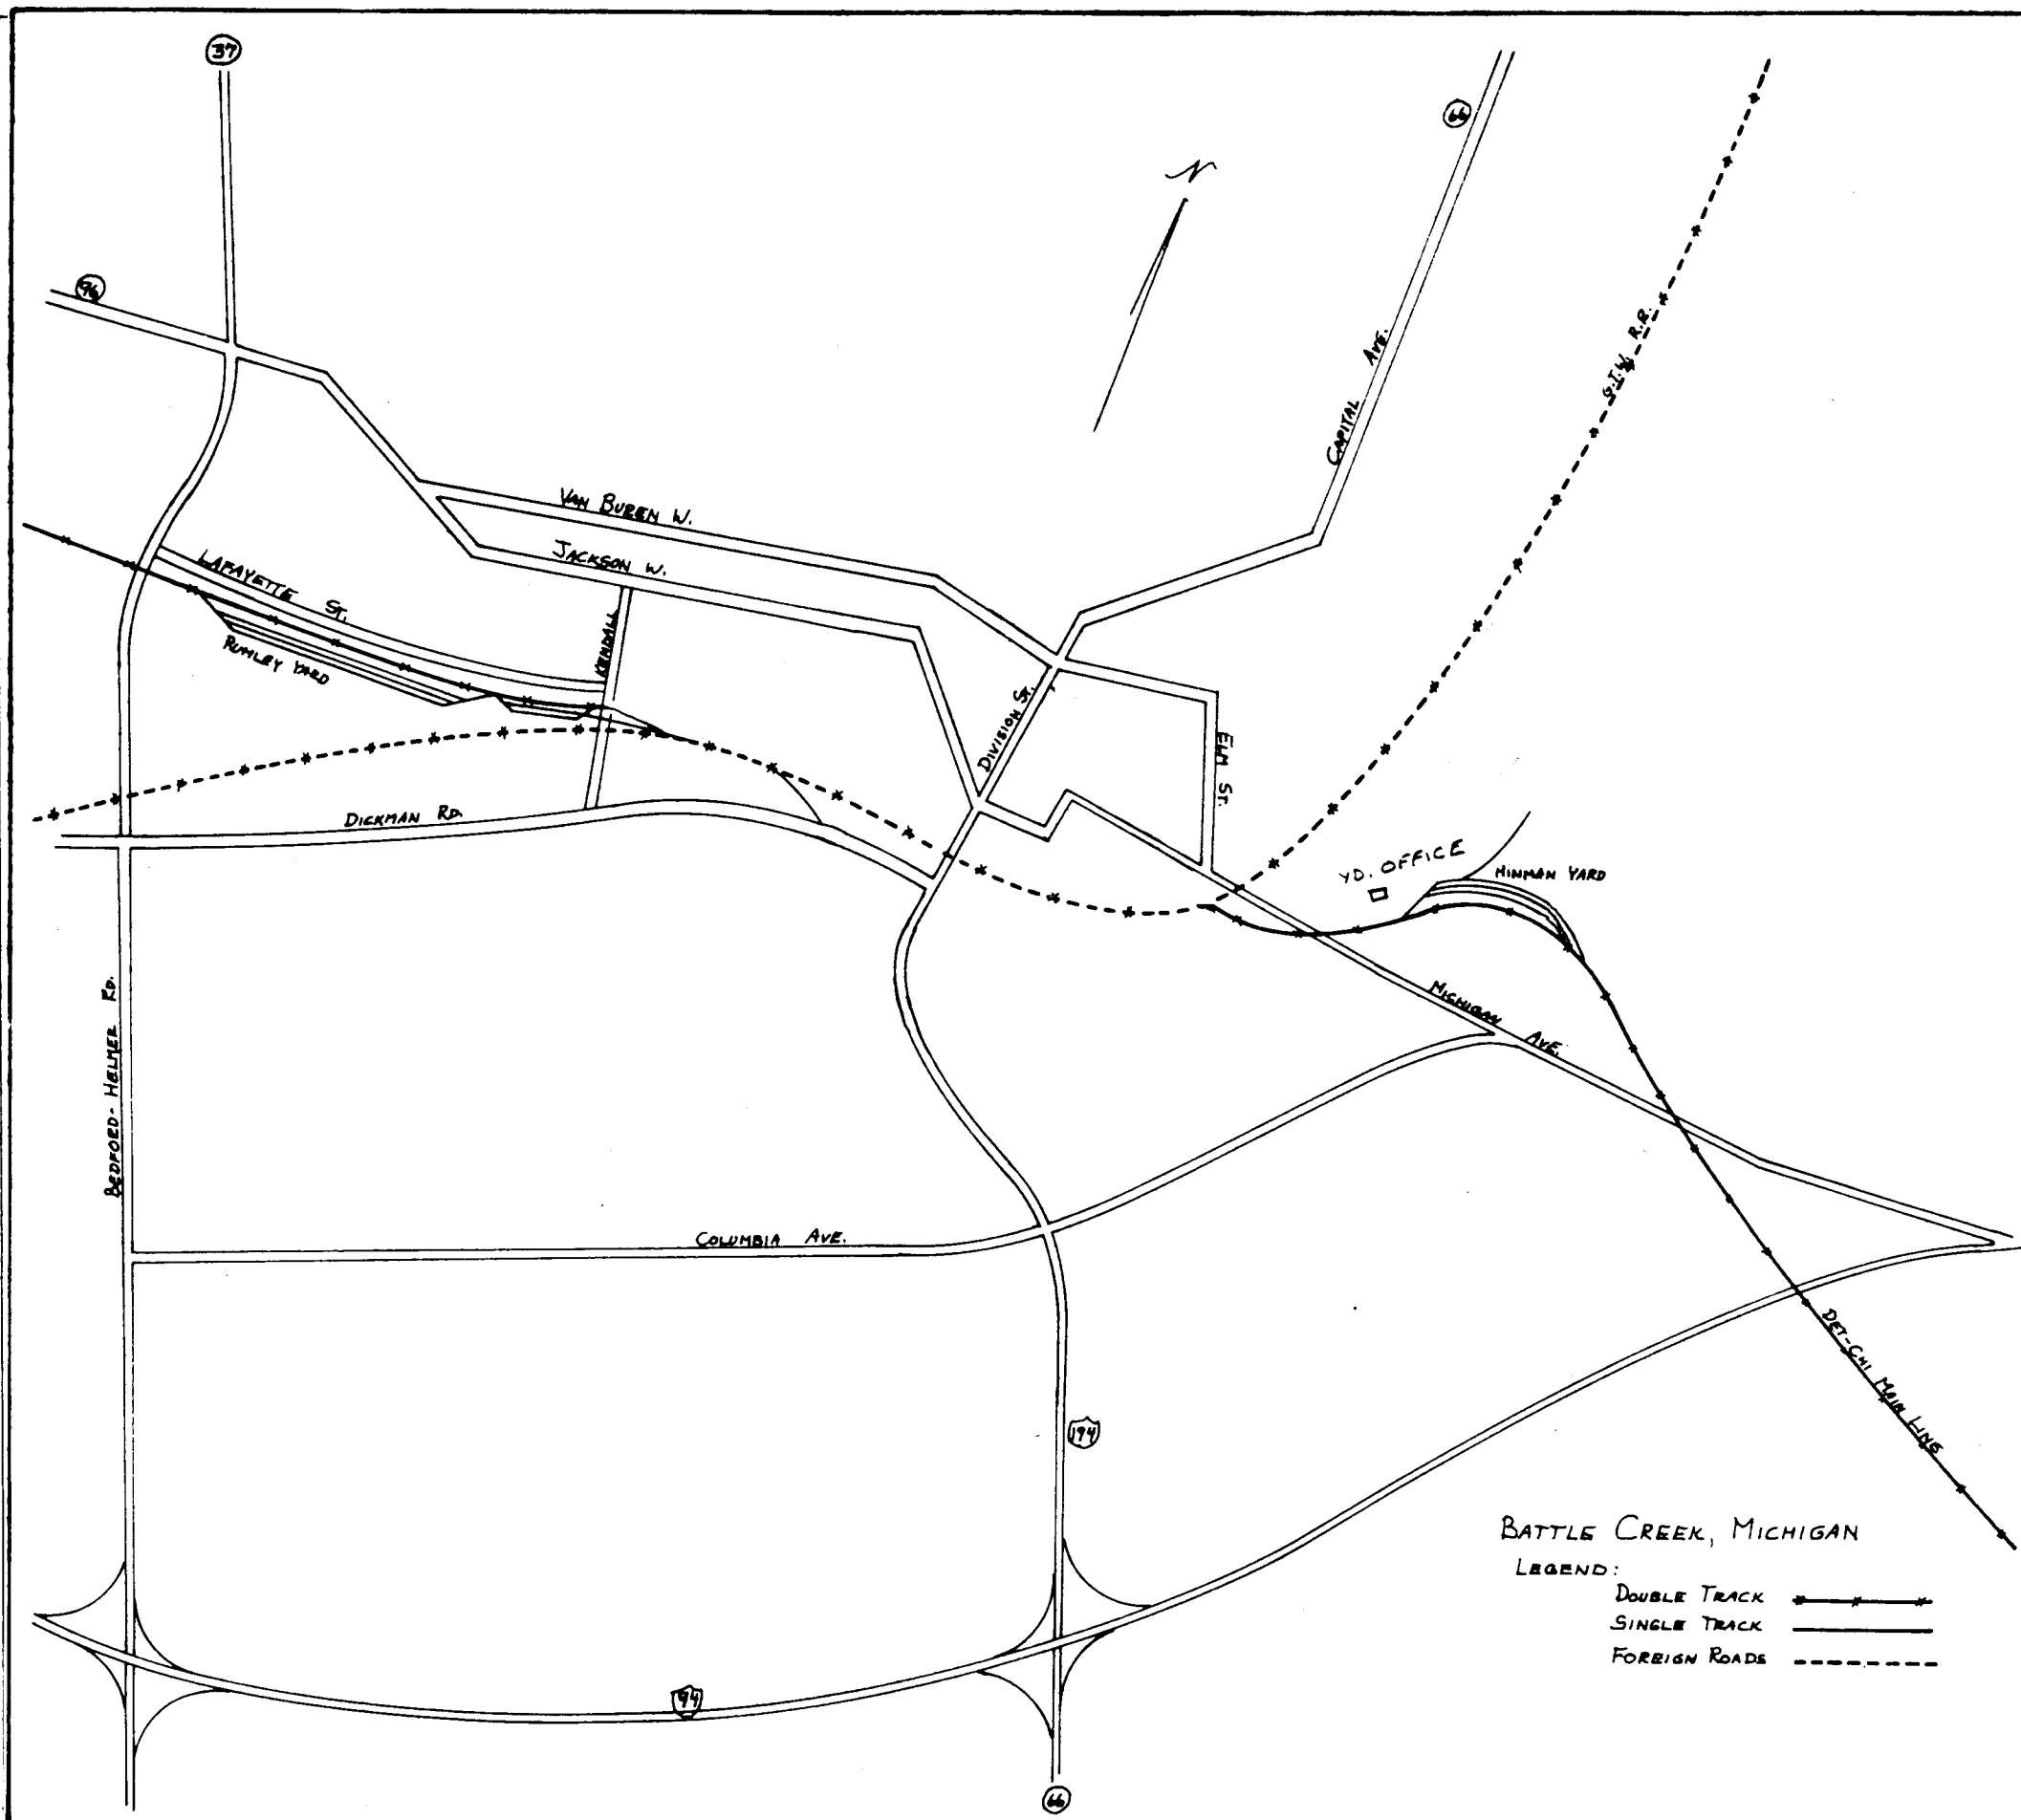 37
66
N
96
G.T.W. R.R.
CAPITAL AVE.
VAN BUREN W.
JACKSON W.
LAFAYETTE ST.
KENDALL
RUMLEY YARD
DIVISION ST.
ELM ST.
DICKMAN RD.
YD. OFFICE
HINMAN YARD
MICHIGAN AVE.
BEDFORD-HELMER RD.
COLUMBIA AVE.
DET-CHI MAIN LINE
194
94
66
BATTLE CREEK, MICHIGAN
LEGEND:
DOUBLE TRACK
SINGLE TRACK
FOREIGN ROADS